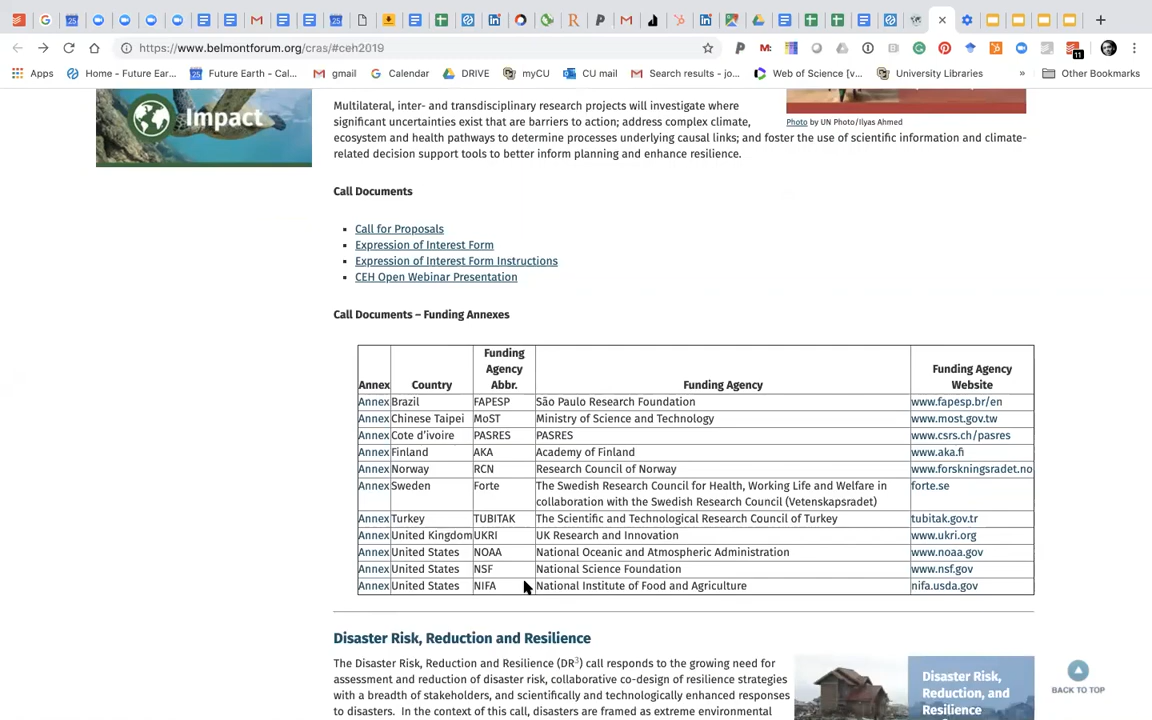 https://www.belmontforum.org/cras/#ceh2019
Apps
Home - Future Ear...
Future Earth - Cal...
gmail
Calendar
DRIVE
myCU
CU mail
Search results - jo...
Web of Science [v...
University Libraries
»
Other Bookmarks
Impact
Multilateral, inter- and transdisciplinary research projects will investigate where
significant uncertainties exist that are barriers to action; address complex climate,
ecosystem and health pathways to determine processes underlying causal links; and foster the use of scientific information and climate-
related decision support tools to better inform planning and enhance resilience.
Photo by UN Photo/Ilyas Ahmed
Call Documents
Call for Proposals
Expression of Interest Form
Expression of Interest Form Instructions
CEH Open Webinar Presentation
Call Documents – Funding Annexes
Annex Country Funding Agency Abbr. Funding Agency Funding Agency Website
Annex Brazil FAPESP São Paulo Research Foundation www.fapesp.br/en
Annex Chinese Taipei MoST Ministry of Science and Technology www.most.gov.tw
Annex Cote d'ivoire PASRES PASRES www.csrs.ch/pasres
Annex Finland AKA Academy of Finland www.aka.fi
Annex Norway RCN Research Council of Norway www.forskningsradet.no
Annex Sweden Forte The Swedish Research Council for Health, Working Life and Welfare in forte.se
collaboration with the Swedish Research Council (Vetenskapsradet)
Annex Turkey TUBITAK The Scientific and Technological Research Council of Turkey tubitak.gov.tr
Annex United Kingdom UKRI UK Research and Innovation www.ukri.org
Annex United States NOAA National Oceanic and Atmospheric Administration www.noaa.gov
Annex United States NSF National Science Foundation www.nsf.gov
Annex United States NIFA National Institute of Food and Agriculture nifa.usda.gov
Disaster Risk, Reduction and Resilience
The Disaster Risk, Reduction and Resilience (DR³) call responds to the growing need for
assessment and reduction of disaster risk, collaborative co-design of resilience strategies
with a breadth of stakeholders, and scientifically and technologically enhanced responses
to disasters. In the context of this call, disasters are framed as extreme environmental
Disaster Risk,
Reduction, and
Resilience
BACK TO TOP